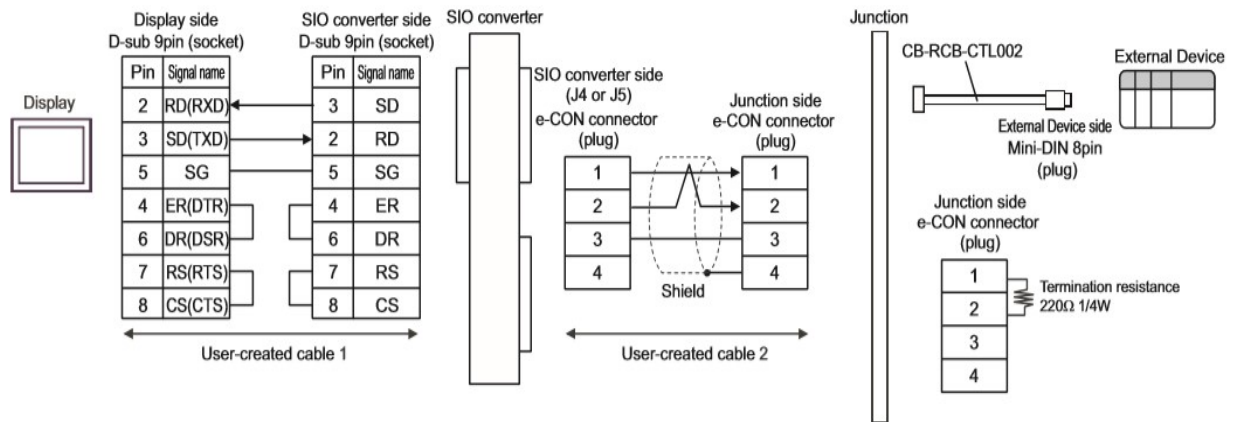 Display
Display side
D-sub 9pin (socket)
Pin Signal name
2 RD(RXD)
3 SD(TXD)
5 SG
4 ER(DTR)
6 DR(DSR)
7 RS(RTS)
8 CS(CTS)
SIO converter side
D-sub 9pin (socket)
Pin Signal name
3 SD
2 RD
5 SG
4 ER
6 DR
7 RS
8 CS
User-created cable 1
SIO converter
SIO converter side
(J4 or J5)
e-CON connector
(plug)
1
2
3
4
Shield
Junction side
e-CON connector
(plug)
1
2
3
4
User-created cable 2
Junction
CB-RCB-CTL002
External Device
External Device side
Mini-DIN 8pin
(plug)
Junction side
e-CON connector
(plug)
1
2
3
4
Termination resistance
220Ω 1/4W